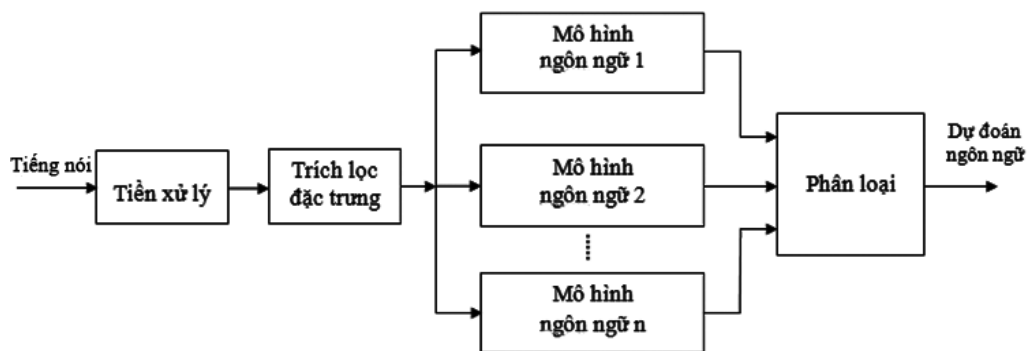 Tiếng nói
Tiền xử lý
Trích lọc
đặc trưng
Mô hình
ngôn ngữ 1
Mô hình
ngôn ngữ 2
Mô hình
ngôn ngữ n
Phân loại
Dự đoán
ngôn ngữ